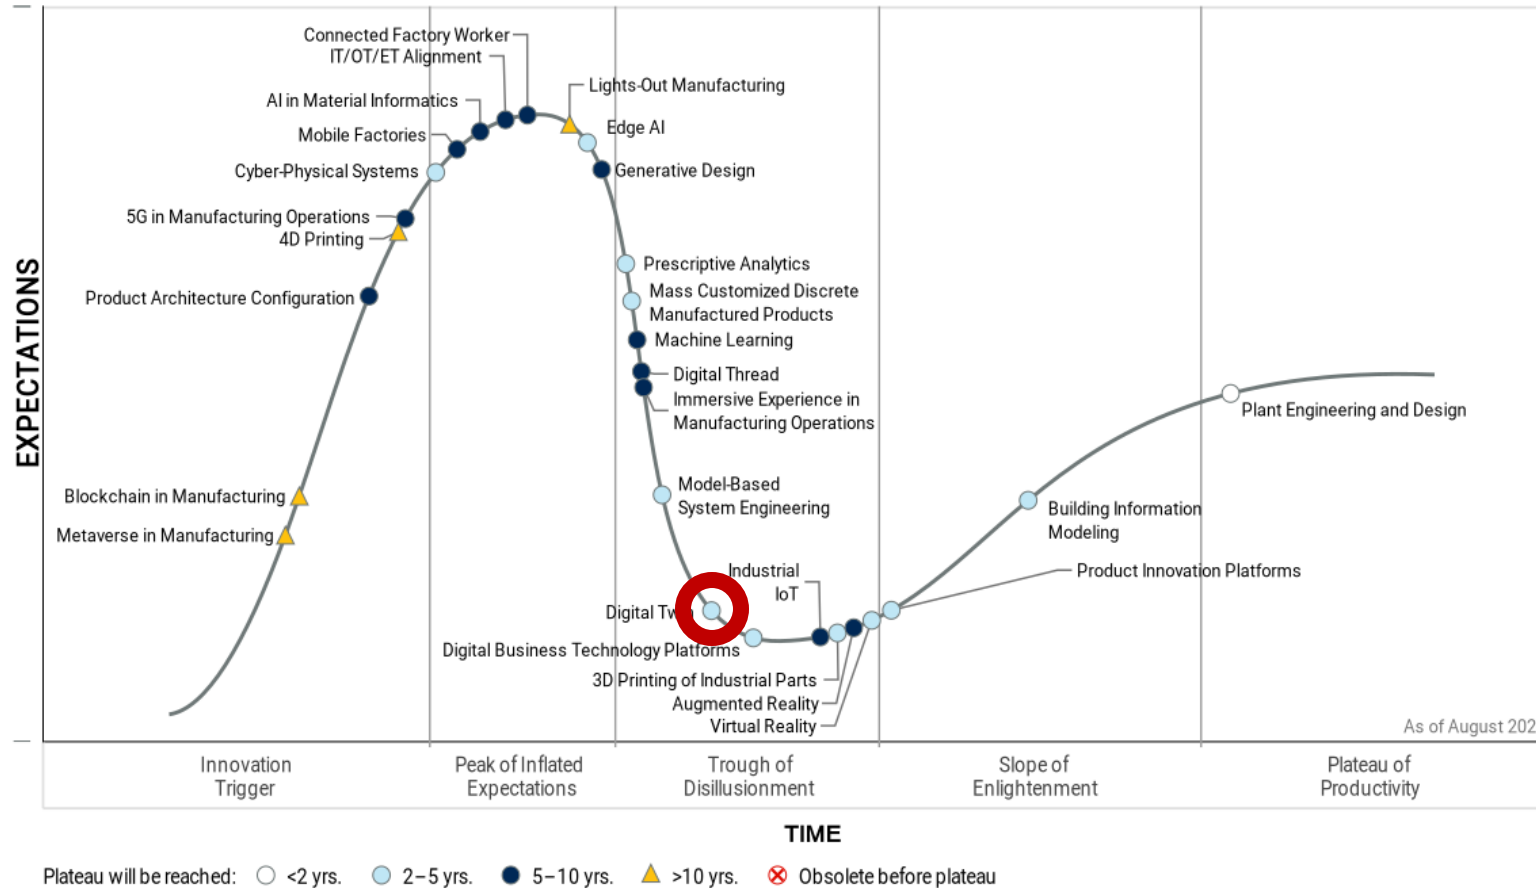 Connected Factory Worker
IT/OT/ET Alignment
Lights-Out Manufacturing
AI in Material Informatics
Edge AI
Mobile Factories
Cyber-Physical Systems
Generative Design
5G in Manufacturing Operations
4D Printing
Prescriptive Analytics
Mass Customized Discrete
Manufactured Products
Product Architecture Configuration
Machine Learning
Digital Thread
Immersive Experience in
Manufacturing Operations
Plant Engineering and Design
EXPECTATIONS
Model-Based
System Engineering
Blockchain in Manufacturing
Metaverse in Manufacturing
Building Information
Modeling
Industrial
IoT
Product Innovation Platforms
Digital
Digital Business Technology Platforms
3D Printing of Industrial Parts
Augmented Reality
Virtual Reality
As of August 202
Innovation
Trigger
Peak of Inflated
Expectations
Trough of
Disillusionment
Slope of
Enlightenment
Plateau of
Productivity
TIME
Plateau will be reached: <2 yrs. 2–5 yrs. 5–10 yrs. >10 yrs. Obsolete before plateau